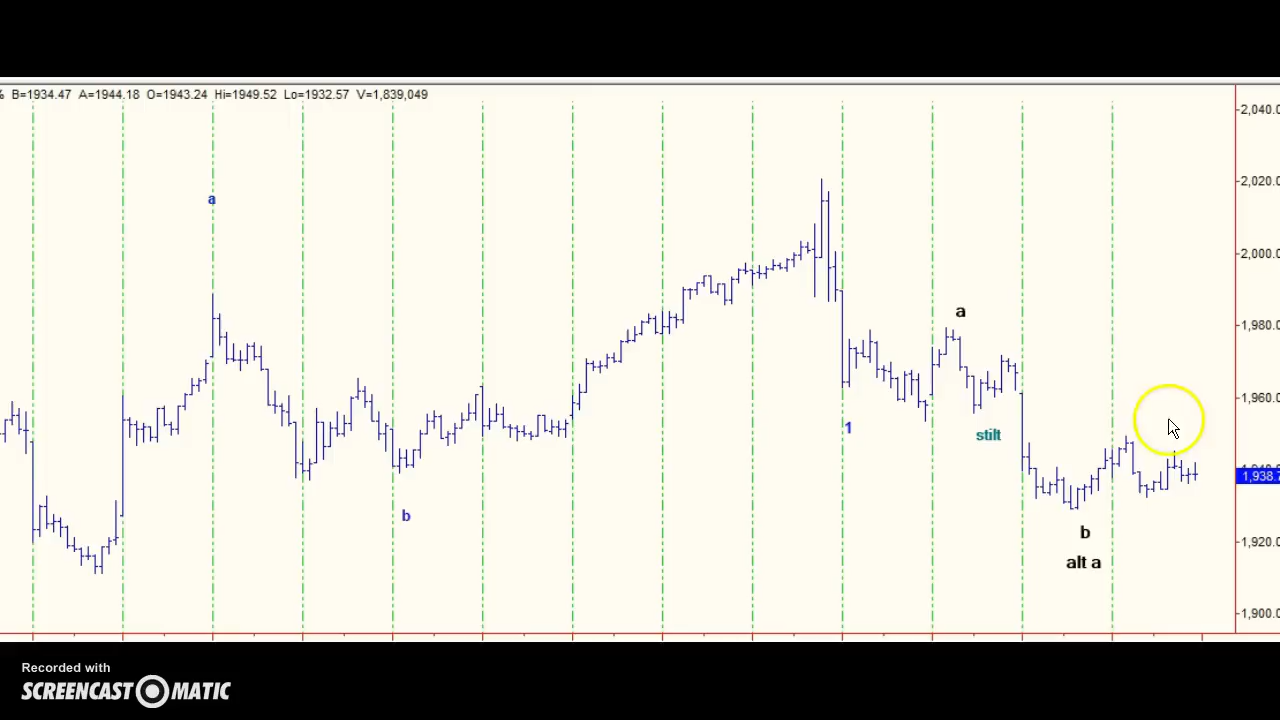 % B=1934.47 A=1944.18 O=1943.24 Hi=1949.52 Lo=1932.57 V=1,839,049
2,040.0
a
2,020.0
2,000.0
a
1,980.0
1,960.0
1
stilt
1,938.7
b
b
1,920.0
alt a
1,900.0
Recorded with
SCREENCAST MATIC